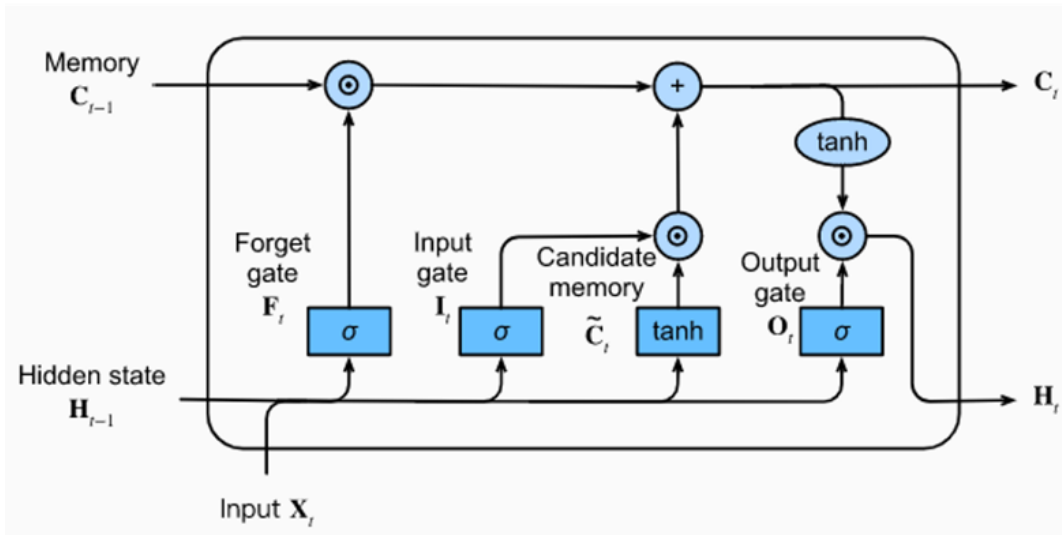 Memory
C_{t-1}
⊙
+
C_t
tanh
Forget
gate
F_t
σ
Input
gate
I_t
σ
Candidate
memory
C̃_t
tanh
⊙
Output
gate
O_t
σ
⊙
Hidden state
H_{t-1}
H_t
Input X_t